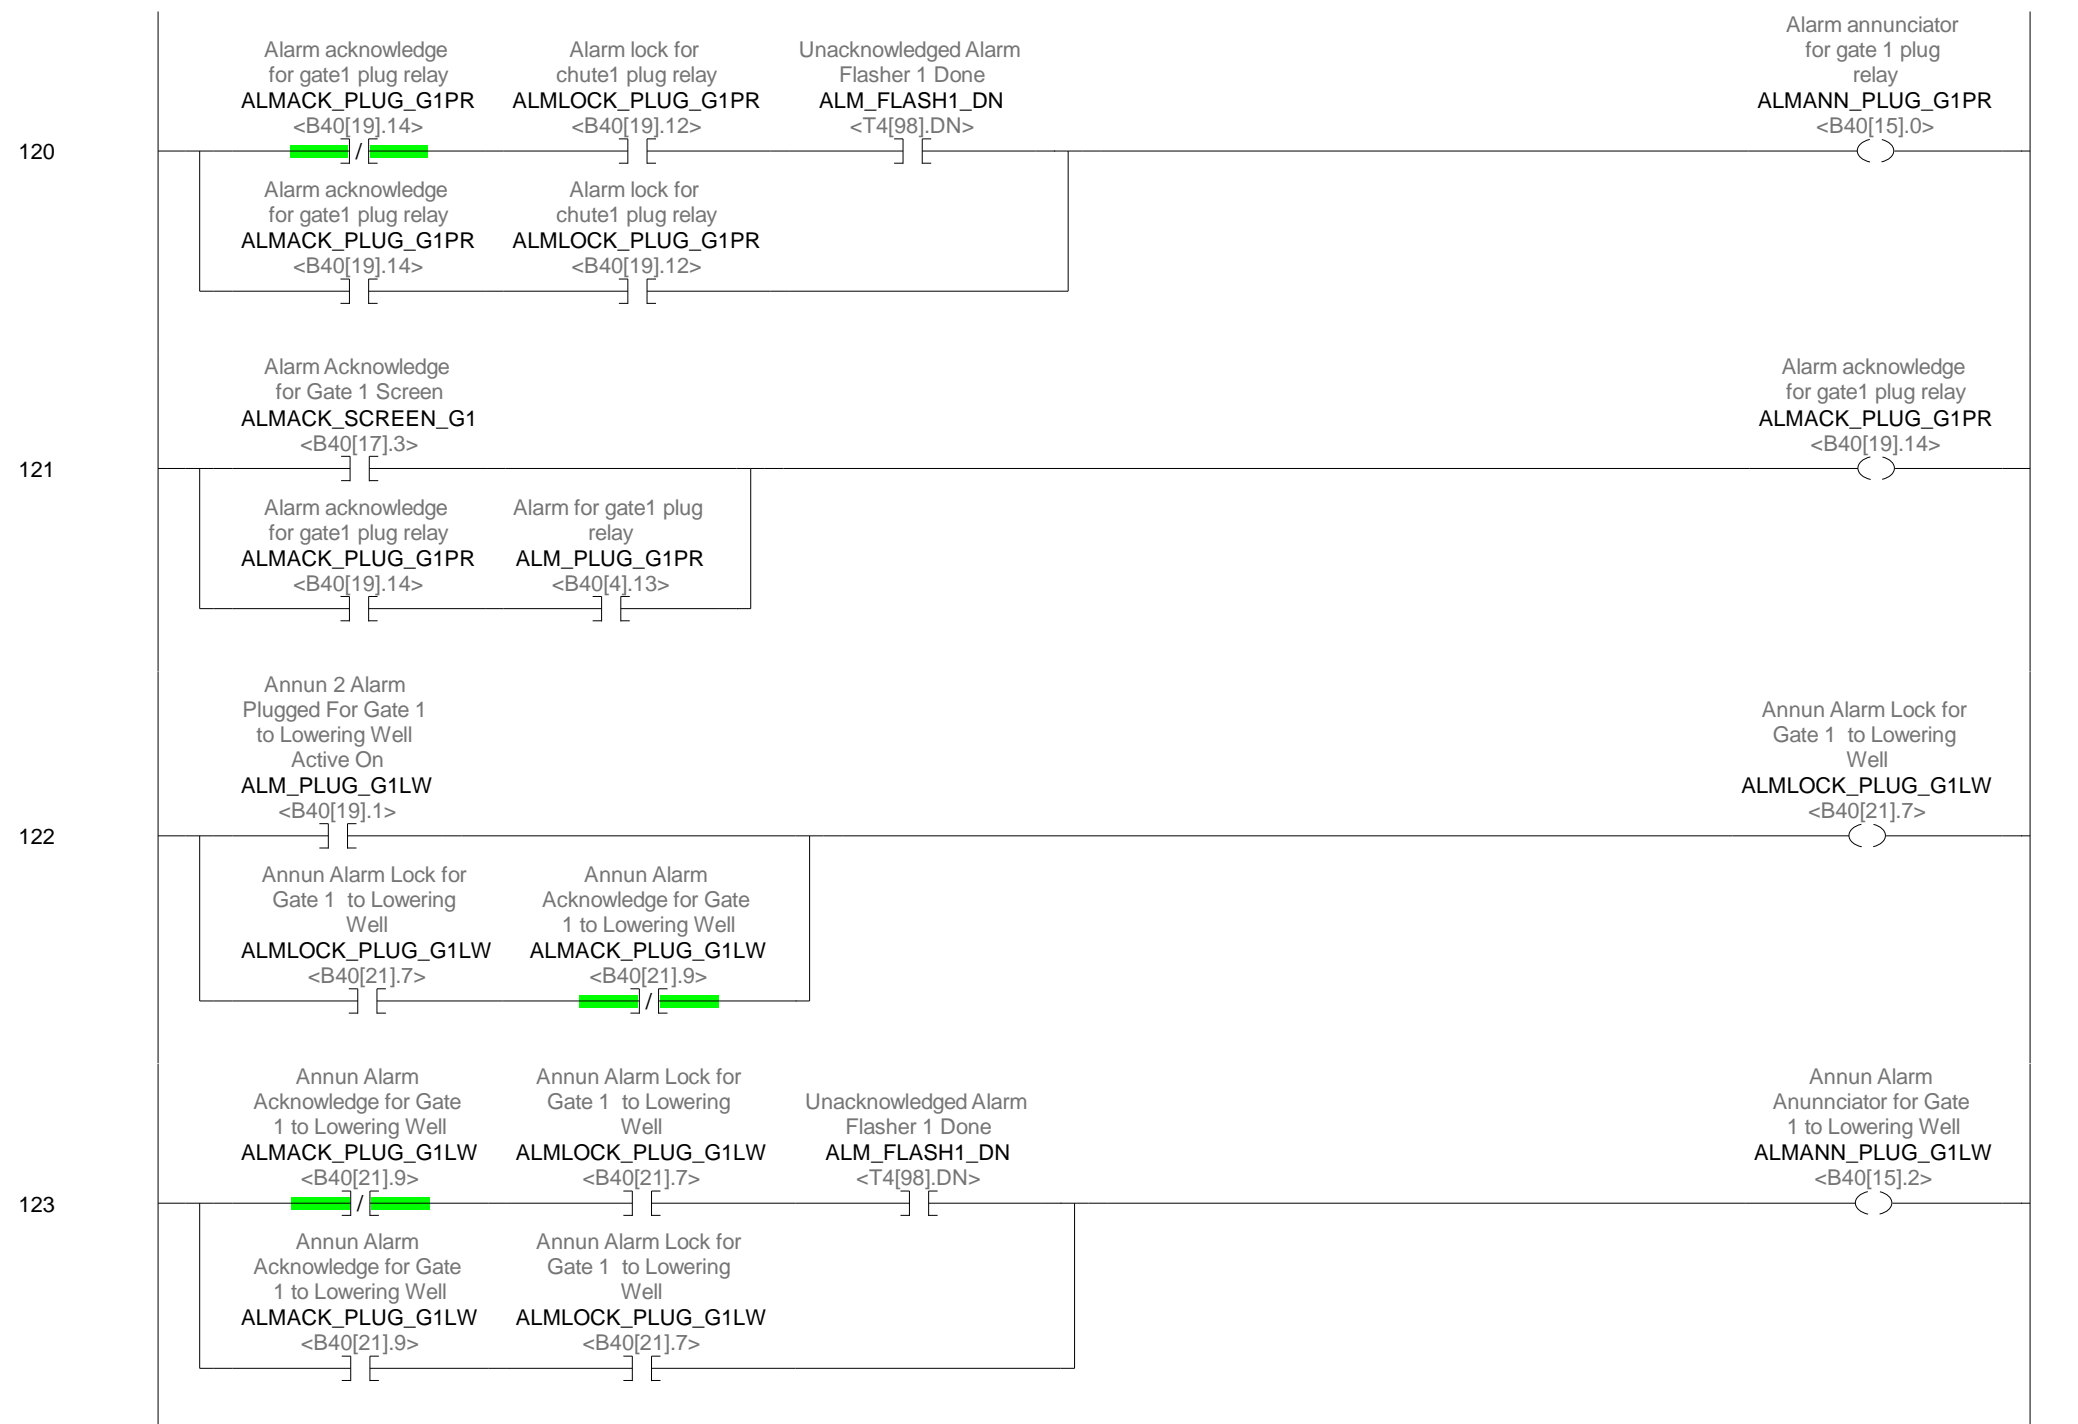 Alarm acknowledge
for gate1 plug relay
ALMACK_PLUG_G1PR
<B40[19].14>
Alarm lock for
chute1 plug relay
ALMLOCK_PLUG_G1PR
<B40[19].12>
Unacknowledged Alarm
Flasher 1 Done
ALM_FLASH1_DN
<T4[98].DN>
Alarm annunciator
for gate 1 plug
relay
ALMANN_PLUG_G1PR
<B40[15].0>
120
/
Alarm acknowledge
for gate1 plug relay
ALMACK_PLUG_G1PR
<B40[19].14>
Alarm lock for
chute1 plug relay
ALMLOCK_PLUG_G1PR
<B40[19].12>
Alarm Acknowledge
for Gate 1 Screen
ALMACK_SCREEN_G1
<B40[17].3>
Alarm acknowledge
for gate1 plug relay
ALMACK_PLUG_G1PR
<B40[19].14>
121
Alarm acknowledge
for gate1 plug relay
ALMACK_PLUG_G1PR
<B40[19].14>
Alarm for gate1 plug
relay
ALM_PLUG_G1PR
<B40[4].13>
Annun 2 Alarm
Plugged For Gate 1
to Lowering Well
Active On
ALM_PLUG_G1LW
<B40[19].1>
Annun Alarm Lock for
Gate 1  to Lowering
Well
ALMLOCK_PLUG_G1LW
<B40[21].7>
122
Annun Alarm Lock for
Gate 1  to Lowering
Well
ALMLOCK_PLUG_G1LW
<B40[21].7>
Annun Alarm
Acknowledge for Gate
1 to Lowering Well
ALMACK_PLUG_G1LW
<B40[21].9>
/
Annun Alarm
Acknowledge for Gate
1 to Lowering Well
ALMACK_PLUG_G1LW
<B40[21].9>
Annun Alarm Lock for
Gate 1  to Lowering
Well
ALMLOCK_PLUG_G1LW
<B40[21].7>
Unacknowledged Alarm
Flasher 1 Done
ALM_FLASH1_DN
<T4[98].DN>
Annun Alarm
Anunnciator for Gate
1 to Lowering Well
ALMANN_PLUG_G1LW
<B40[15].2>
123
/
Annun Alarm
Acknowledge for Gate
1 to Lowering Well
ALMACK_PLUG_G1LW
<B40[21].9>
Annun Alarm Lock for
Gate 1  to Lowering
Well
ALMLOCK_PLUG_G1LW
<B40[21].7>